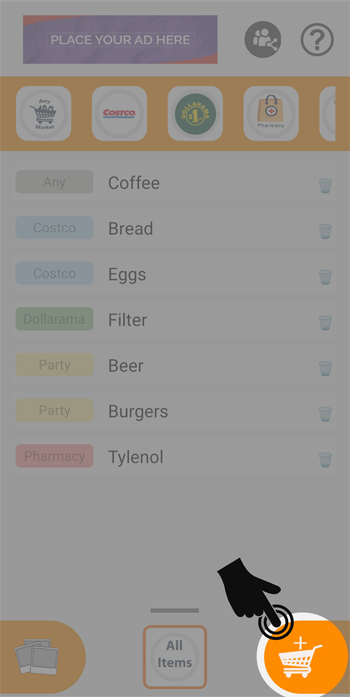 PLACE YOUR AD HERE
?
Any
Market
COSTCO
DOLLARAMA
Pharmacy
Any Coffee
Costco Bread
Costco Eggs
Dollarama Filter
Party Beer
Party Burgers
Pharmacy Tylenol
All
Items